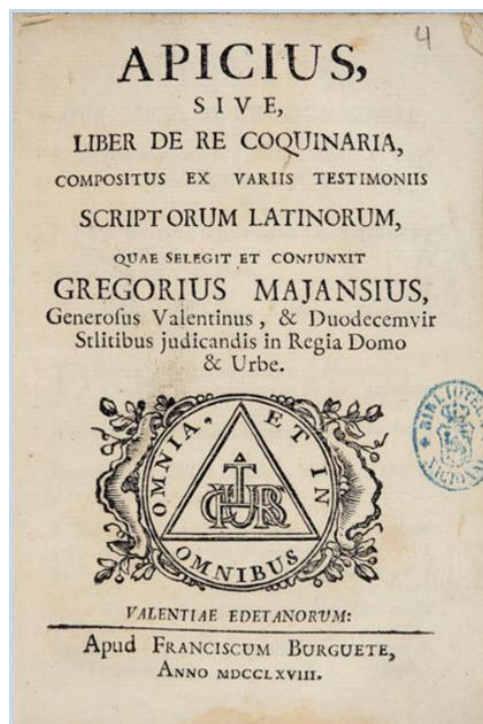 4
APICIUS,
SIVE,
LIBER DE RE COQUINARIA,
COMPOSITUS EX VARIIS TESTIMONIIS
SCRIPTORUM LATINORUM,
QUAE SELEGIT ET CONJUNXIT
GREGORIUS MAJANSIUS,
Generoſus Valentinus, & Duodecemvir
Stlitibus judicandis in Regia Domo
& Urbe.
OMNIA, ET IN
OMNIBUS
VALENTIAE EDETANORUM:
Apud FRANCISCUM BURGUETE,
ANNO MDCCLXVIII.